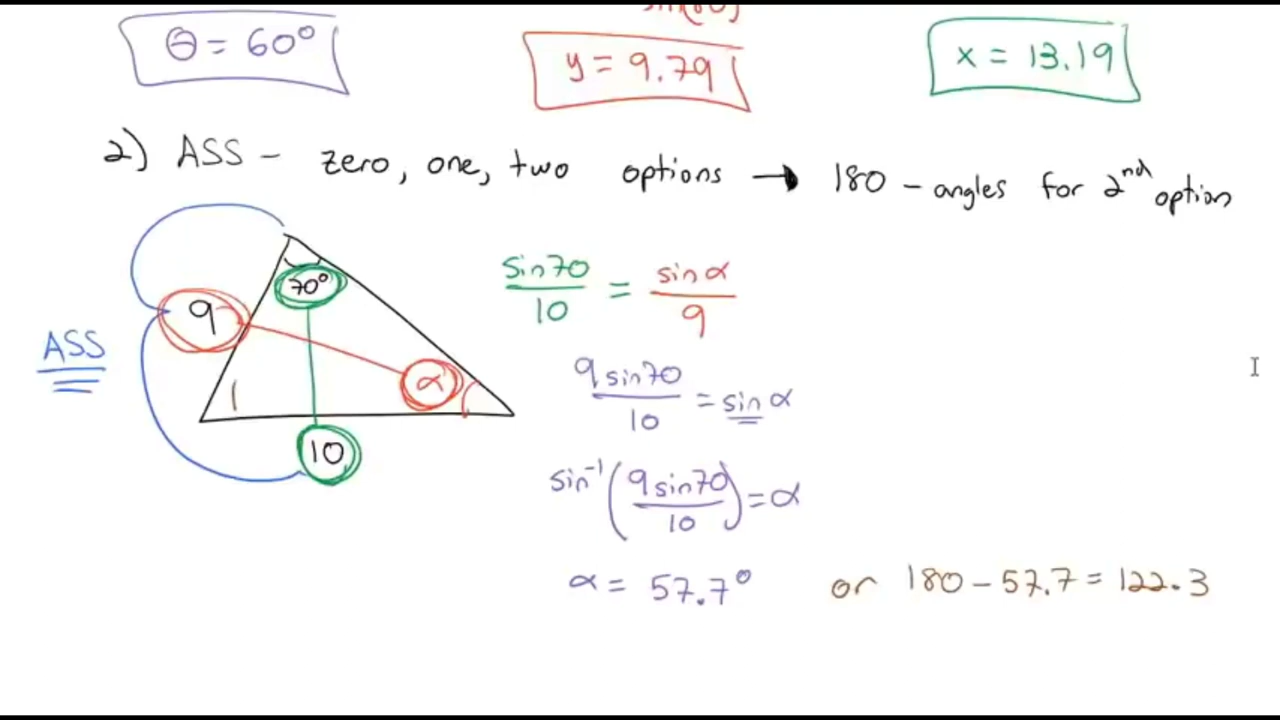 sin(60)
θ = 60°
y = 9.79
x = 13.19
2) ASS - zero, one, two options → 180 - angles for 2nd option
70°
9
ASS
α
10
sin70/10 = sinα/9
9sin70/10 = sinα
sin⁻¹(9sin70/10) = α
α = 57.7° or 180 - 57.7 = 122.3